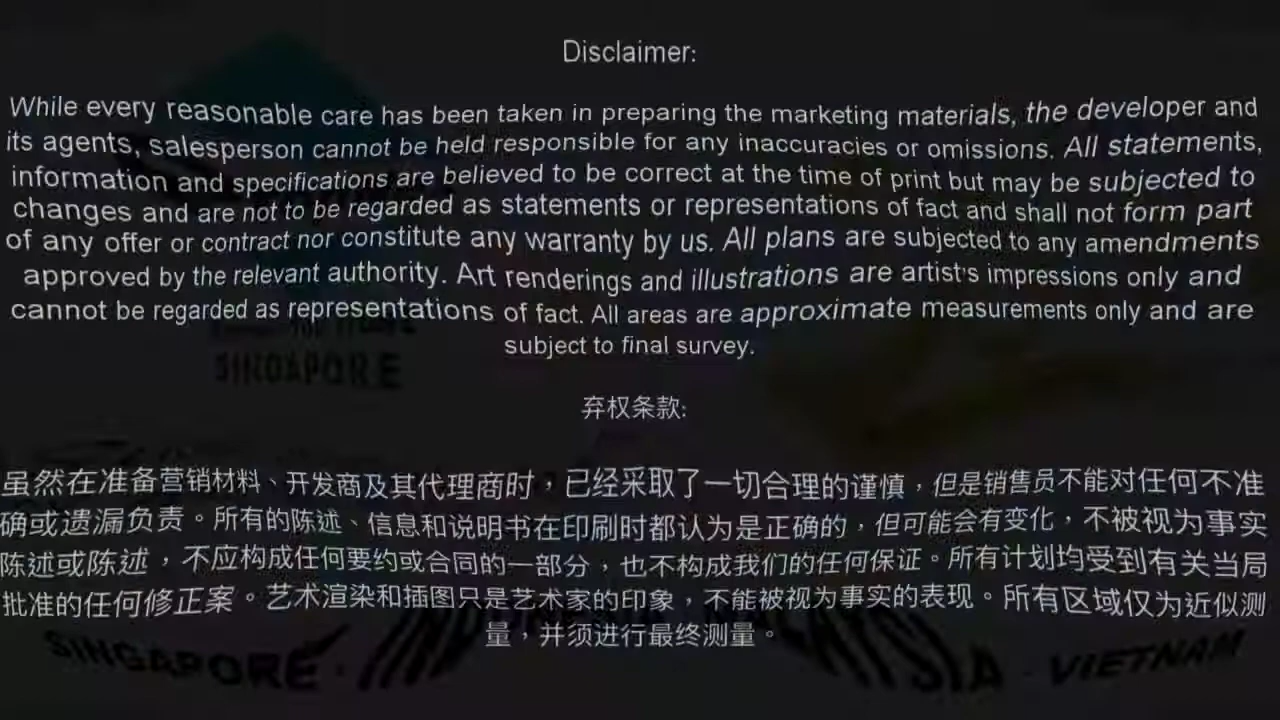 Disclaimer:
While every reasonable care has been taken in preparing the marketing materials, the developer and
its agents, salesperson cannot be held responsible for any inaccuracies or omissions. All statements,
information and specifications are believed to be correct at the time of print but may be subjected to
changes and are not to be regarded as statements or representations of fact and shall not form part
of any offer or contract nor constitute any warranty by us. All plans are subjected to any amendments
approved by the relevant authority. Art renderings and illustrations are artist's impressions only and
cannot be regarded as representations of fact. All areas are approximate measurements only and are
subject to final survey.
SINGAPORE
弃权条款:
虽然在准备营销材料、开发商及其代理商时，已经采取了一切合理的谨慎，但是销售员不能对任何不准
确或遗漏负责。所有的陈述、信息和说明书在印刷时都认为是正确的，但可能会有变化，不被视为事实
陈述或陈述，不应构成任何要约或合同的一部分，也不构成我们的任何保证。所有计划均受到有关当局
批准的任何修正案。艺术渲染和插图只是艺术家的印象，不能被视为事实的表现。所有区域仅为近似测
量，并须进行最终测量。
SINGAPORE · INDONESIA · MALAYSIA · VIETNAM